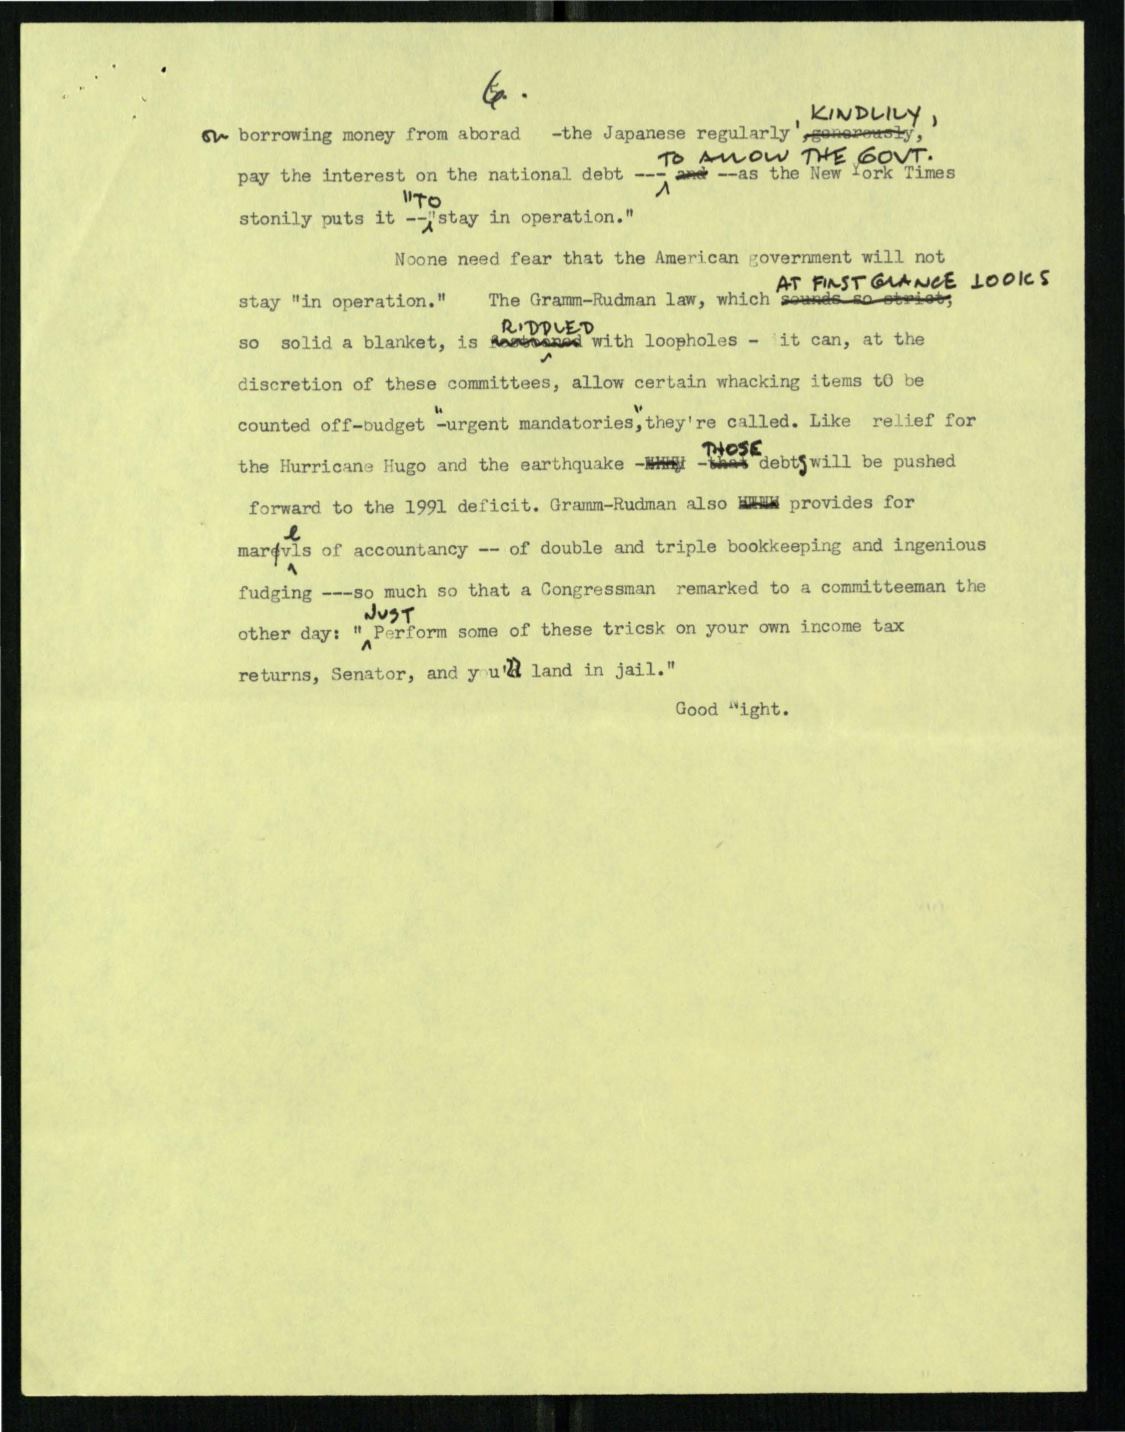 6.
or borrowing money from aborad -the Japanese regularly, KINDLILY, generously,
pay the interest on the national debt --- TO ALLOW THE GOVT. and --as the New York Times
stonily puts it --"TO "stay in operation."
Noone need fear that the American government will not
stay "in operation." The Gramm-Rudman law, which AT FIRST GLANCE LOOKS sounds so strict,
so solid a blanket, is RIDDLED with loopholes - it can, at the
discretion of these committees, allow certain whacking items t0 be
counted off-budget "-urgent mandatories", they're called. Like relief for
the Hurricane Hugo and the earthquake - -THOSE that debts will be pushed
forward to the 1991 deficit. Gramm-Rudman also provides for
marvels of accountancy -- of double and triple bookkeeping and ingenious
fudging ---so much so that a Congressman remarked to a committeeman the
other day: " JUST Perform some of these tricsk on your own income tax
returns, Senator, and you'll land in jail."
Good Night.